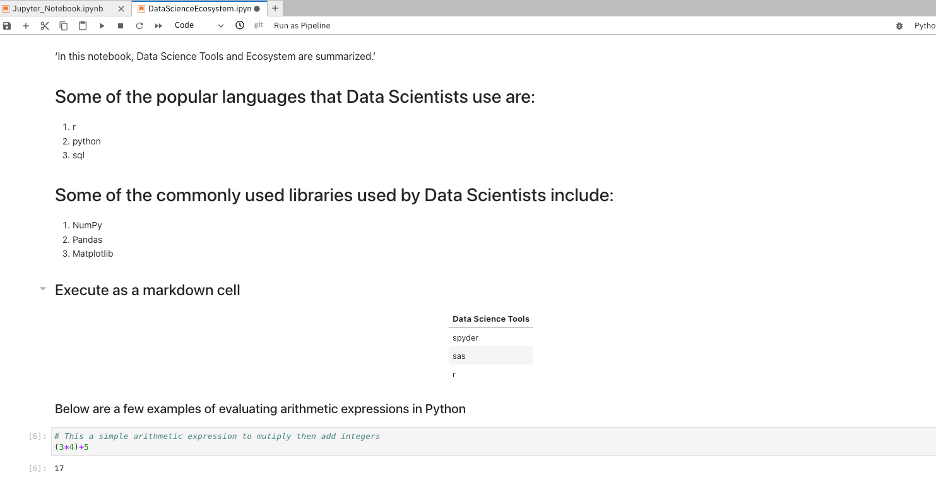 Jupyter_Notebook.ipynb
DataScienceEcosystem.ipyn
Code
git
Run as Pipeline
Pytho
'In this notebook, Data Science Tools and Ecosystem are summarized.'
Some of the popular languages that Data Scientists use are:
1. r
2. python
3. sql
Some of the commonly used libraries used by Data Scientists include:
1. NumPy
2. Pandas
3. Matplotlib
Execute as a markdown cell
Data Science Tools
spyder
sas
r
Below are a few examples of evaluating arithmetic expressions in Python
[6]: # This a simple arithmetic expression to mutiply then add integers
(3*4)+5
[6]: 17